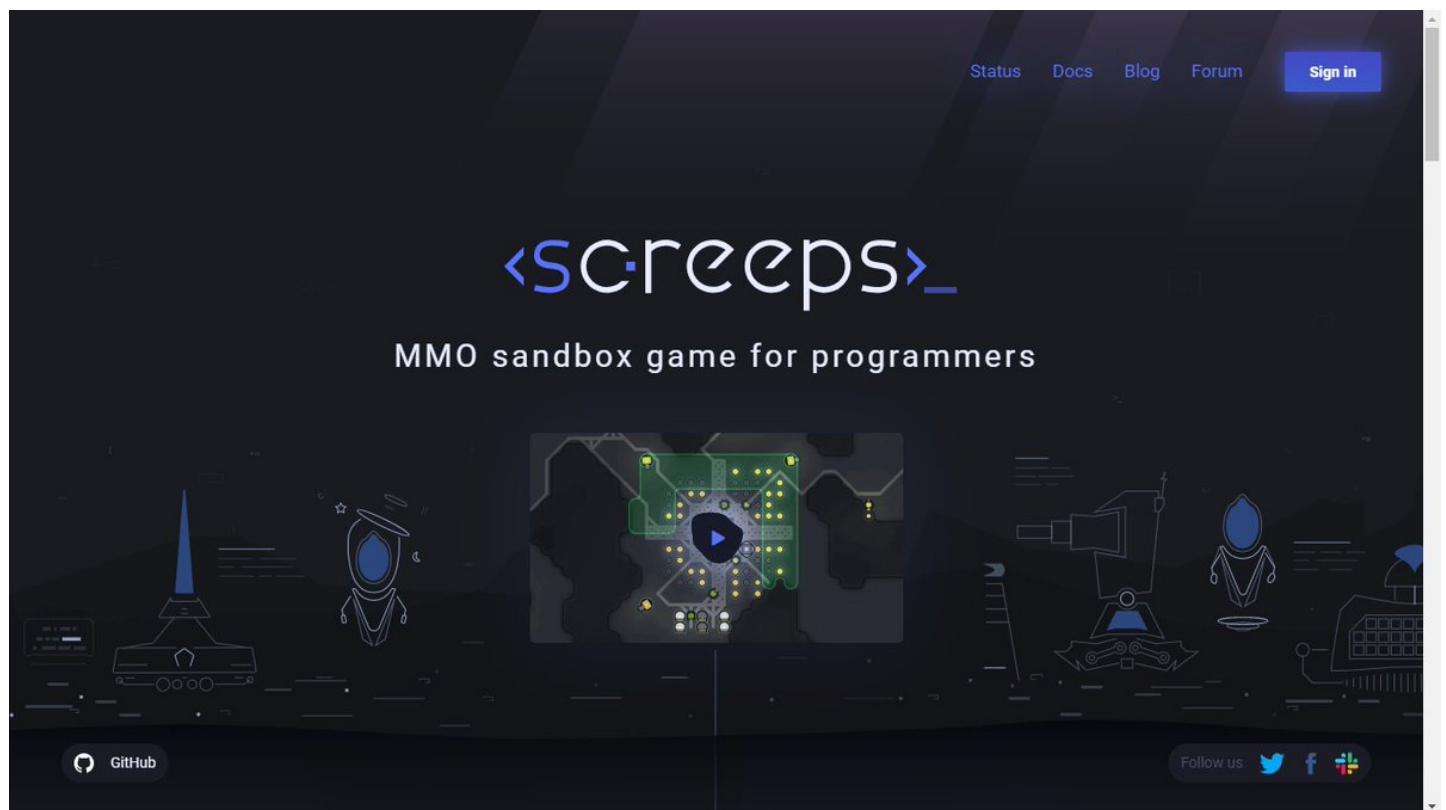 Status Docs Blog Forum Sign in
<screeps>_
MMO sandbox game for programmers
GitHub
Follow us